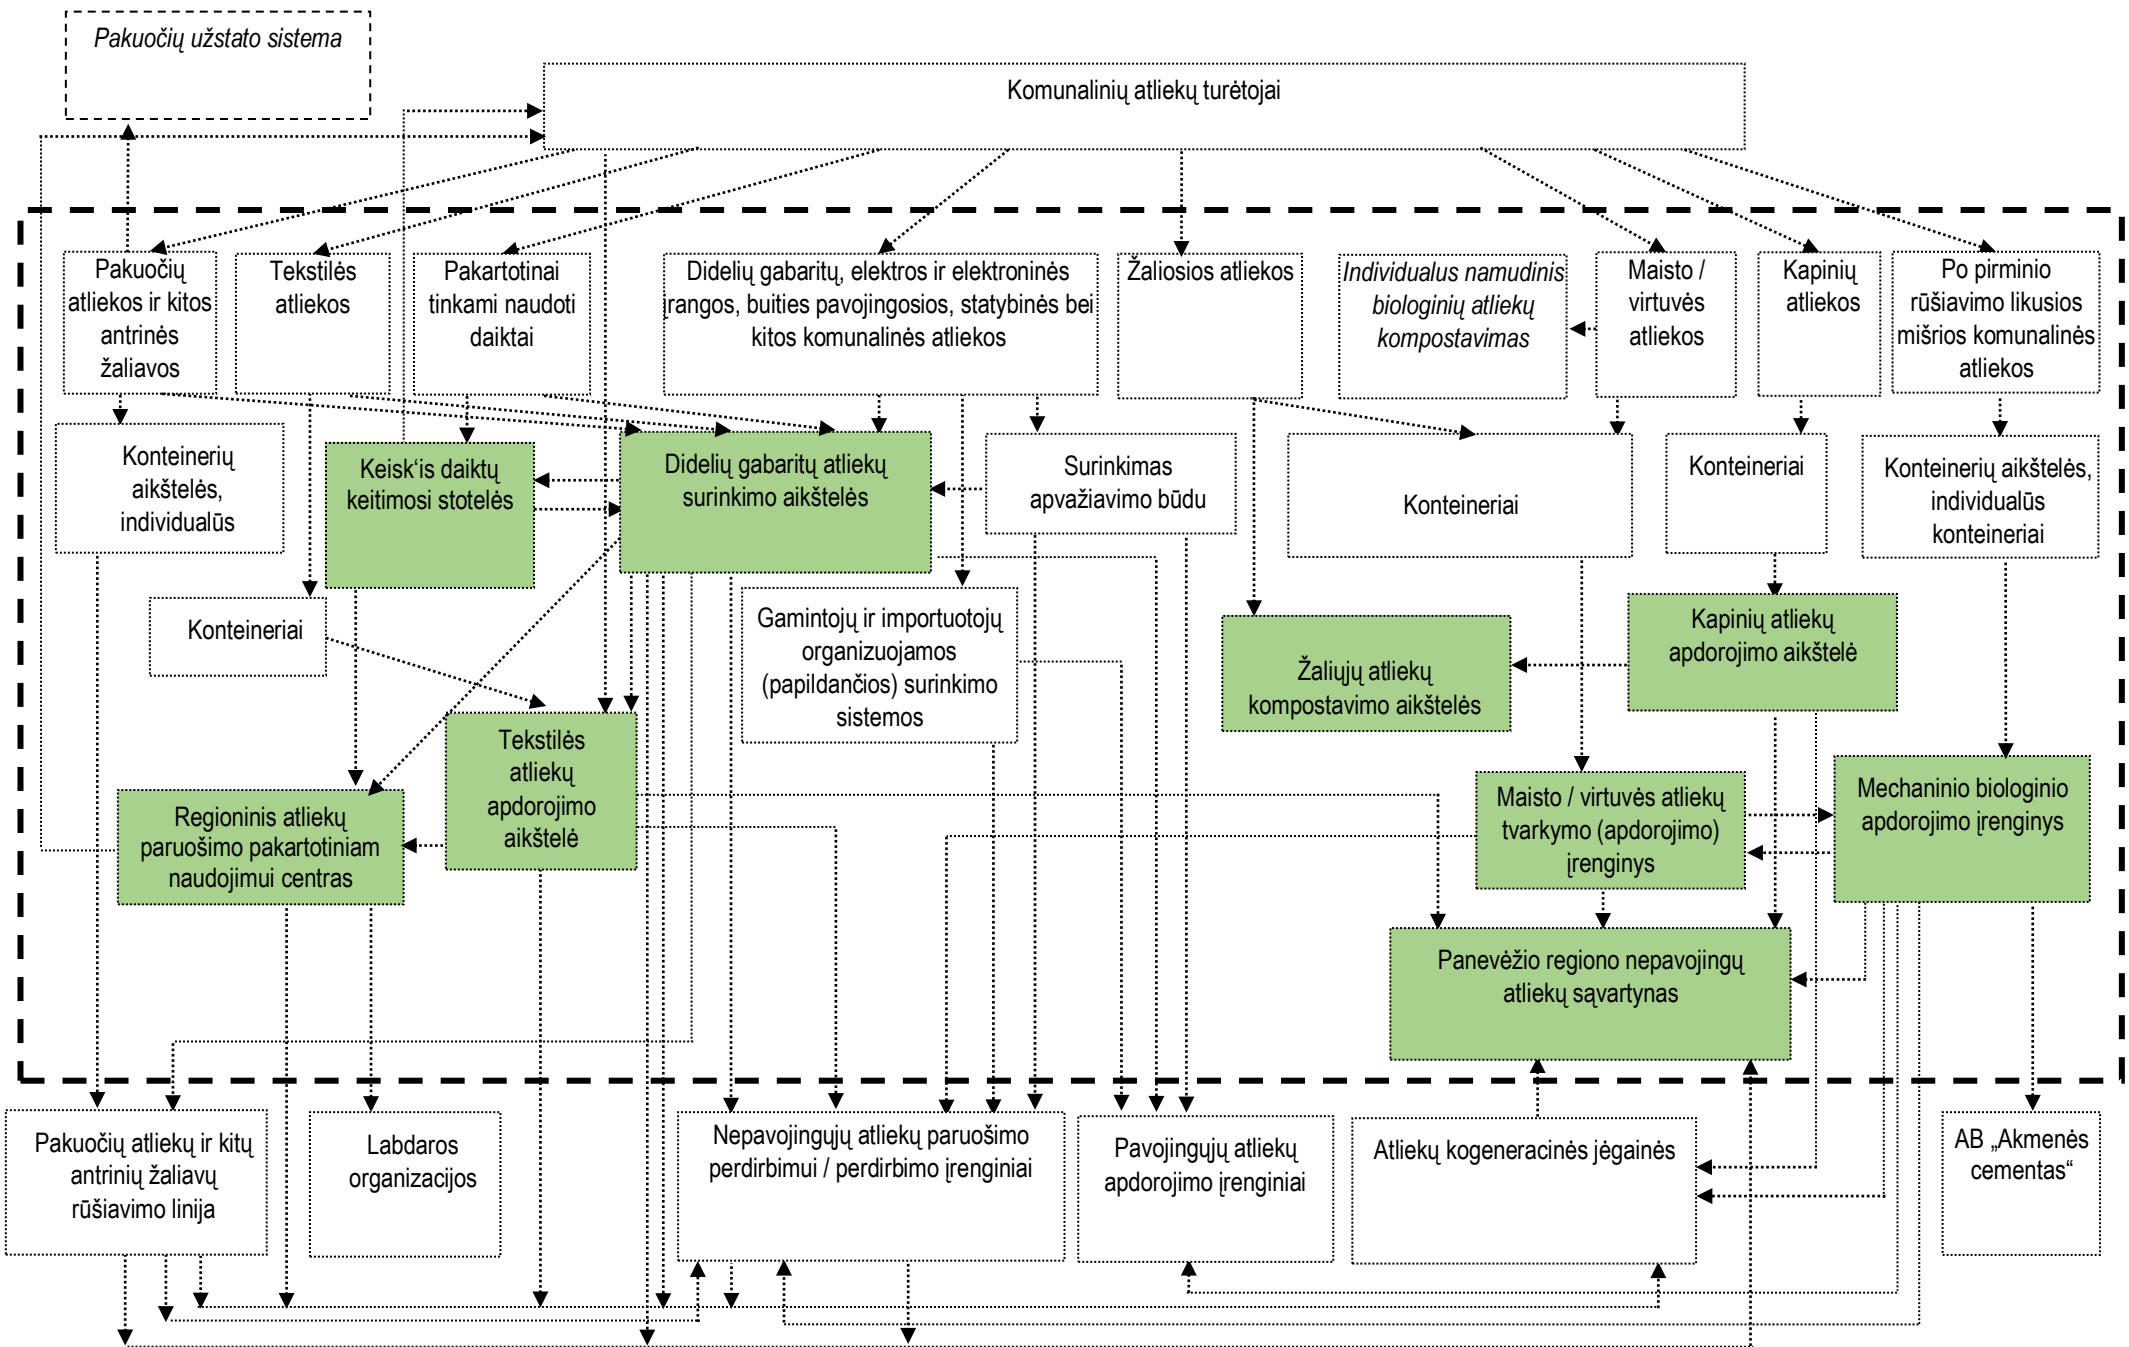 Pakuočių užstato sistema
Komunalinių atliekų turėtojai
Pakuočių
atliekos ir kitos
antrinės
žaliavos
Tekstilės
atliekos
Pakartotinai
tinkami naudoti
daiktai
Didelių gabaritų, elektros ir elektroninės
įrangos, buities pavojingosios, statybinės bei
kitos komunalinės atliekos
Žaliosios atliekos
Individualus namudinis
biologinių atliekų
kompostavimas
Maisto /
virtuvės
atliekos
Kapinių
atliekos
Po pirminio
rūšiavimo likusios
mišrios komunalinės
atliekos
Konteinerių
aikštelės,
individualūs
Keisk‘is daiktų
keitimosi stotelės
Didelių gabaritų atliekų
surinkimo aikštelės
Surinkimas
apvažiavimo būdu
Konteineriai
Konteineriai
Konteinerių aikštelės,
individualūs
konteineriai
Konteineriai
Gamintojų ir importuotojų
organizuojamos
(papildančios) surinkimo
sistemos
Žaliųjų atliekų
kompostavimo aikštelės
Kapinių atliekų
apdorojimo aikštelė
Tekstilės
atliekų
apdorojimo
aikštelė
Regioninis atliekų
paruošimo pakartotiniam
naudojimui centras
Maisto / virtuvės atliekų
tvarkymo (apdorojimo)
įrenginys
Mechaninio biologinio
apdorojimo įrenginys
Panevėžio regiono nepavojingų
atliekų sąvartynas
Pakuočių atliekų ir kitų
antrinių žaliavų
rūšiavimo linija
Labdaros
organizacijos
Nepavojingųjų atliekų paruošimo
perdirbimui / perdirbimo įrenginiai
Pavojingųjų atliekų
apdorojimo įrenginiai
Atliekų kogeneracinės jėgainės
AB „Akmenės
cementas“